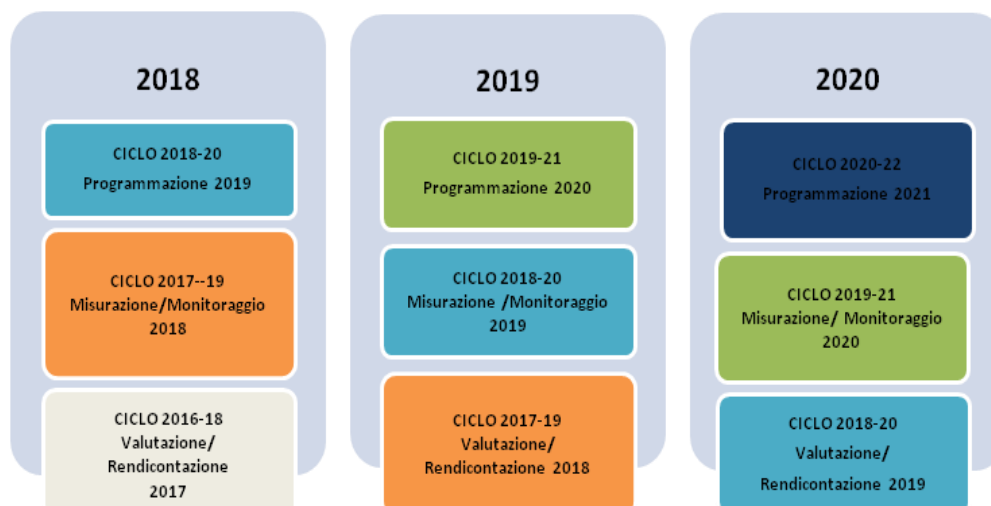 2018
CICLO 2018-20
Programmazione 2019
CICLO 2017--19
Misurazione/Monitoraggio
2018
CICLO 2016-18
Valutazione/
Rendicontazione
2017
2019
CICLO 2019-21
Programmazione 2020
CICLO 2018-20
Misurazione /Monitoraggio
2019
CICLO 2017-19
Valutazione/
Rendicontazione 2018
2020
CICLO 2020-22
Programmazione 2021
CICLO 2019-21
Misurazione/ Monitoraggio
2020
CICLO 2018-20
Valutazione/
Rendicontazione 2019